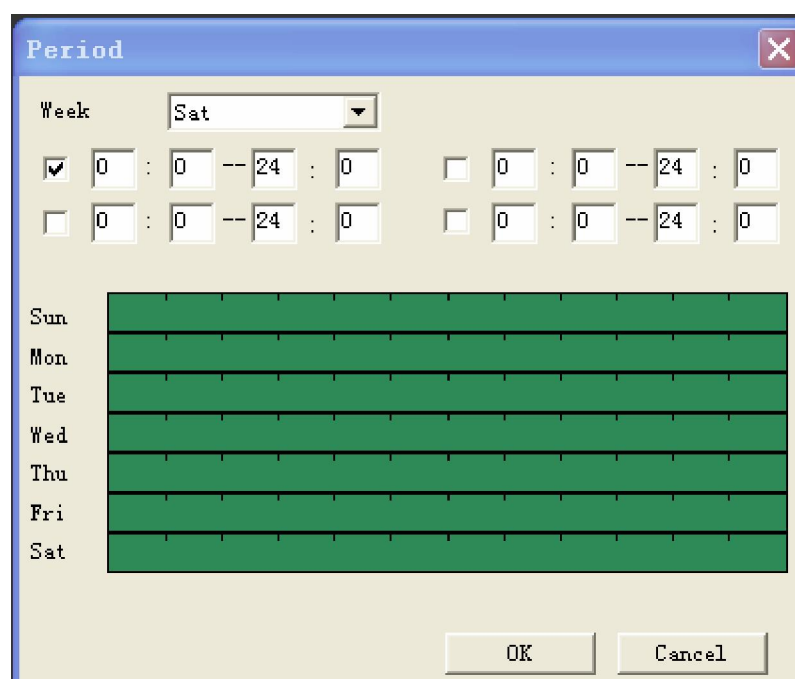 Period
Week Sat
0 : 0 -- 24 : 0 0 : 0 -- 24 : 0
0 : 0 -- 24 : 0 0 : 0 -- 24 : 0
Sun
Mon
Tue
Wed
Thu
Fri
Sat
OK Cancel